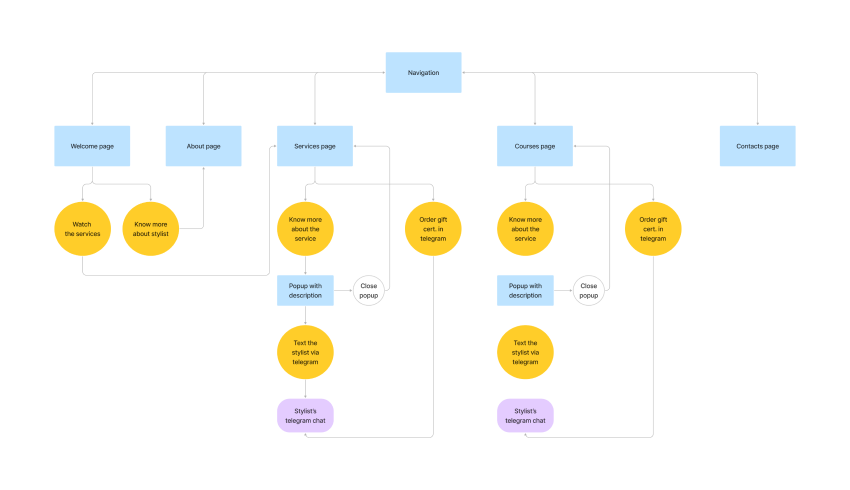 Navigation
Welcome page
About page
Services page
Courses page
Contacts page
Watch
the services
Know more
about stylist
Know more
about the
service
Order gift
cert. in
telegram
Know more
about the
service
Order gift
cert. in
telegram
Popup with
description
Close
popup
Popup with
description
Close
popup
Text the
stylist via
telegram
Text the
stylist via
telegram
Stylist's
telegram chat
Stylist's
telegram chat